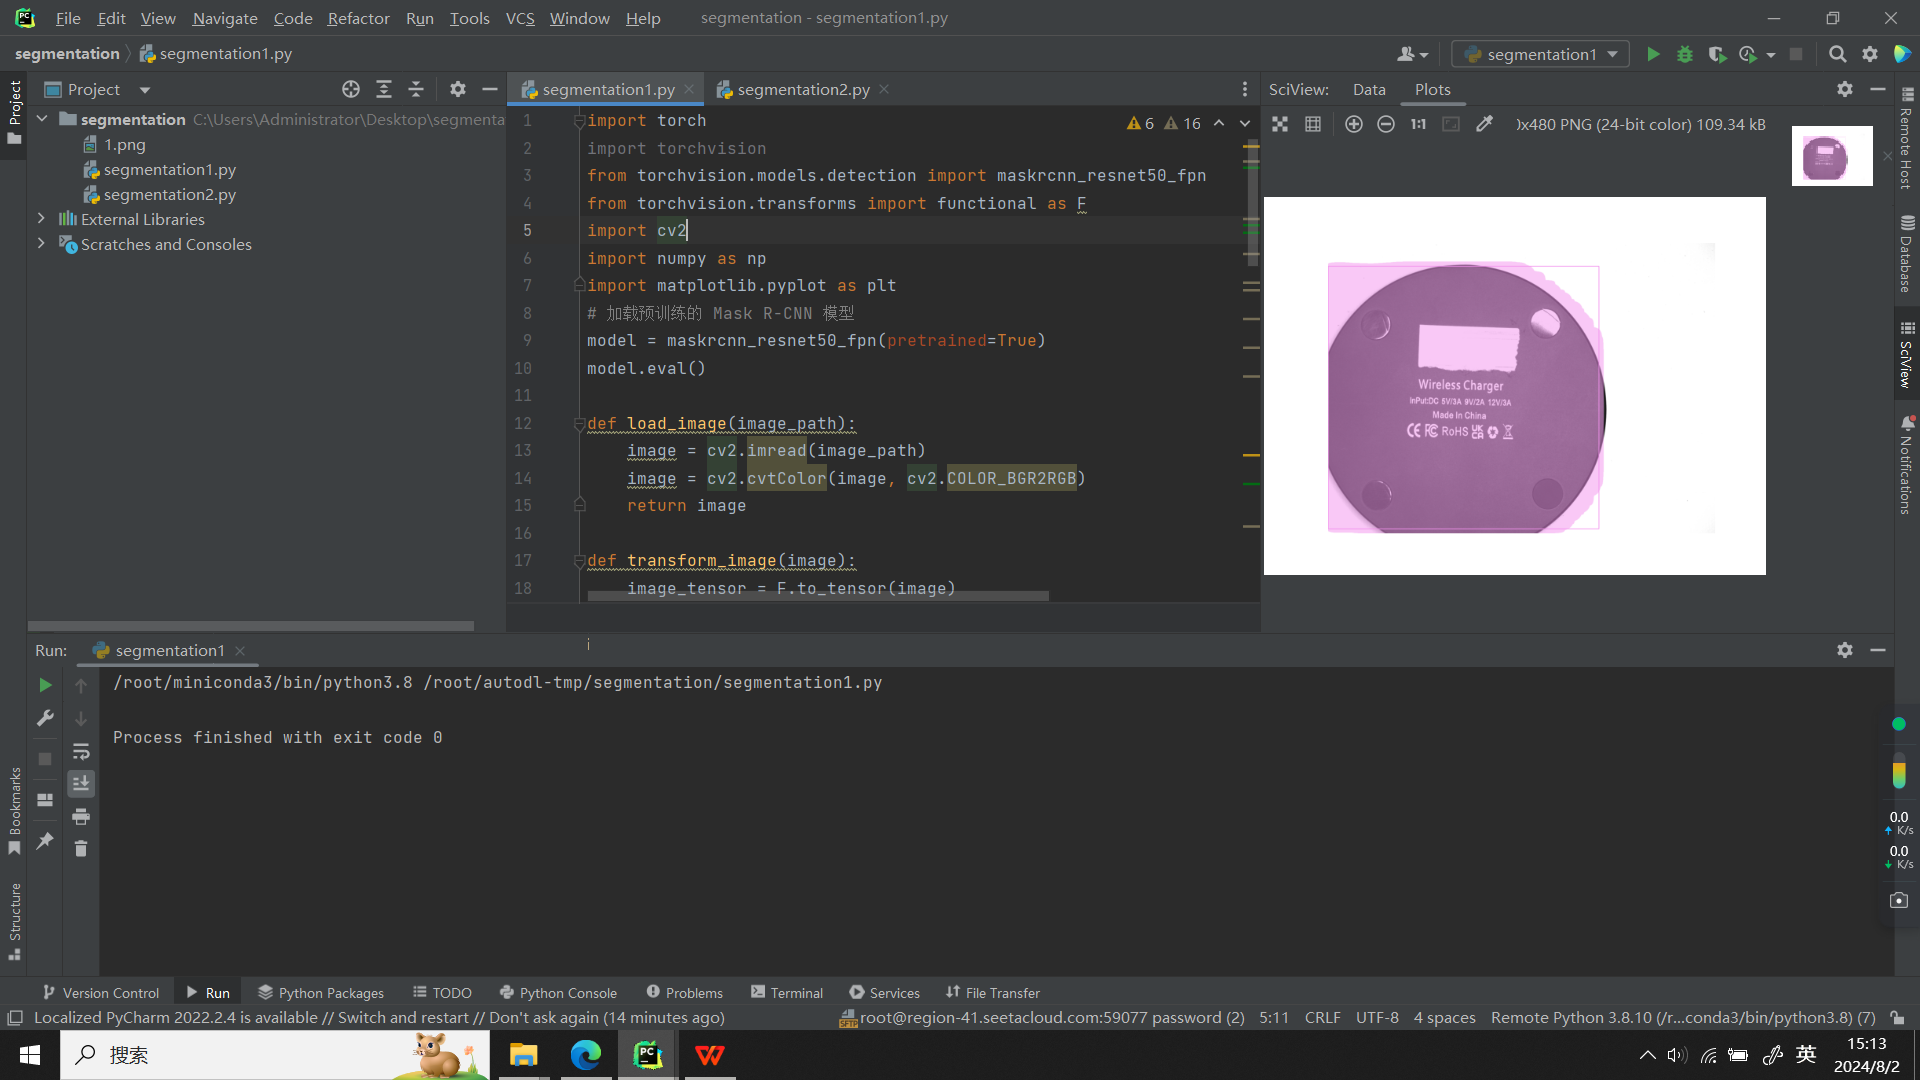 File Edit View Navigate Code Refactor Run Tools VCS Window Help segmentation - segmentation1.py
segmentation segmentation1.py
segmentation1
Project
Project
segmentation1.py
segmentation2.py
SciView: Data Plots
segmentation C:\Users\Administrator\Desktop\segmenta
1.png
segmentation1.py
segmentation2.py
External Libraries
Scratches and Consoles
6 16
1 import torch
2 import torchvision
3 from torchvision.models.detection import maskrcnn_resnet50_fpn
4 from torchvision.transforms import functional as F
5 import cv2
6 import numpy as np
7 import matplotlib.pyplot as plt
8 # 加载预训练的 Mask R-CNN 模型
9 model = maskrcnn_resnet50_fpn(pretrained=True)
10 model.eval()
11
12 def load_image(image_path):
13 image = cv2.imread(image_path)
14 image = cv2.cvtColor(image, cv2.COLOR_BGR2RGB)
15 return image
16
17 def transform_image(image):
18 image_tensor = F.to_tensor(image)
1:1
)x480 PNG (24-bit color) 109.34 kB
Wireless Charger
InPut:DC 5V/3A 9V/2A 12V/3A
Made In China
CE FC RoHS UKCA
Remote Host
Database
SciView
Notifications
Run: segmentation1
/root/miniconda3/bin/python3.8 /root/autodl-tmp/segmentation/segmentation1.py
Process finished with exit code 0
Bookmarks
Structure
0.0
K/s
0.0
K/s
Version Control Run Python Packages TODO Python Console Problems Terminal Services File Transfer
Localized PyCharm 2022.2.4 is available // Switch and restart // Don't ask again (14 minutes ago)
SFTP root@region-41.seetacloud.com:59077 password (2) 5:11 CRLF UTF-8 4 spaces Remote Python 3.8.10 (/r...conda3/bin/python3.8) (7)
搜索
英
15:13
2024/8/2